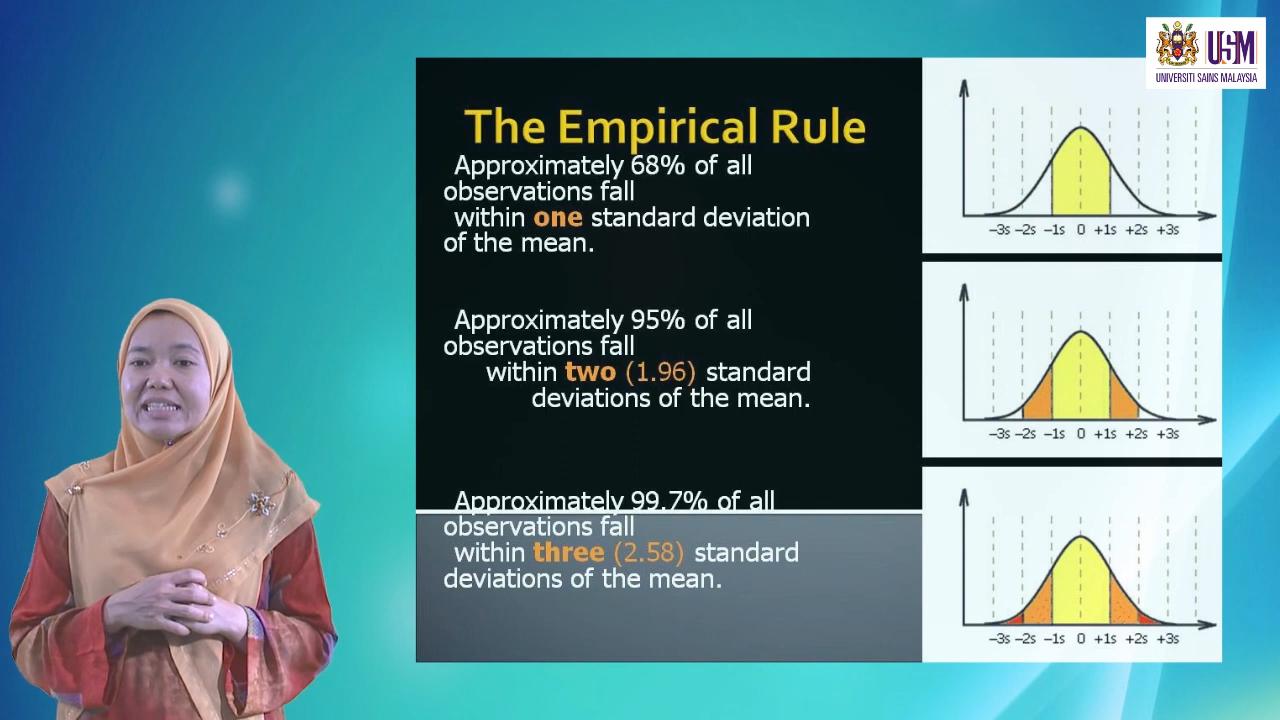 USM
UNIVERSITI SAINS MALAYSIA
The Empirical Rule
Approximately 68% of all
observations fall
within one standard deviation
of the mean.
Approximately 95% of all
observations fall
within two (1.96) standard
deviations of the mean.
Approximately 99.7% of all
observations fall
within three (2.58) standard
deviations of the mean.
–3s –2s –1s 0 +1s +2s +3s
–3s –2s –1s 0 +1s +2s +3s
–3s –2s –1s 0 +1s +2s +3s